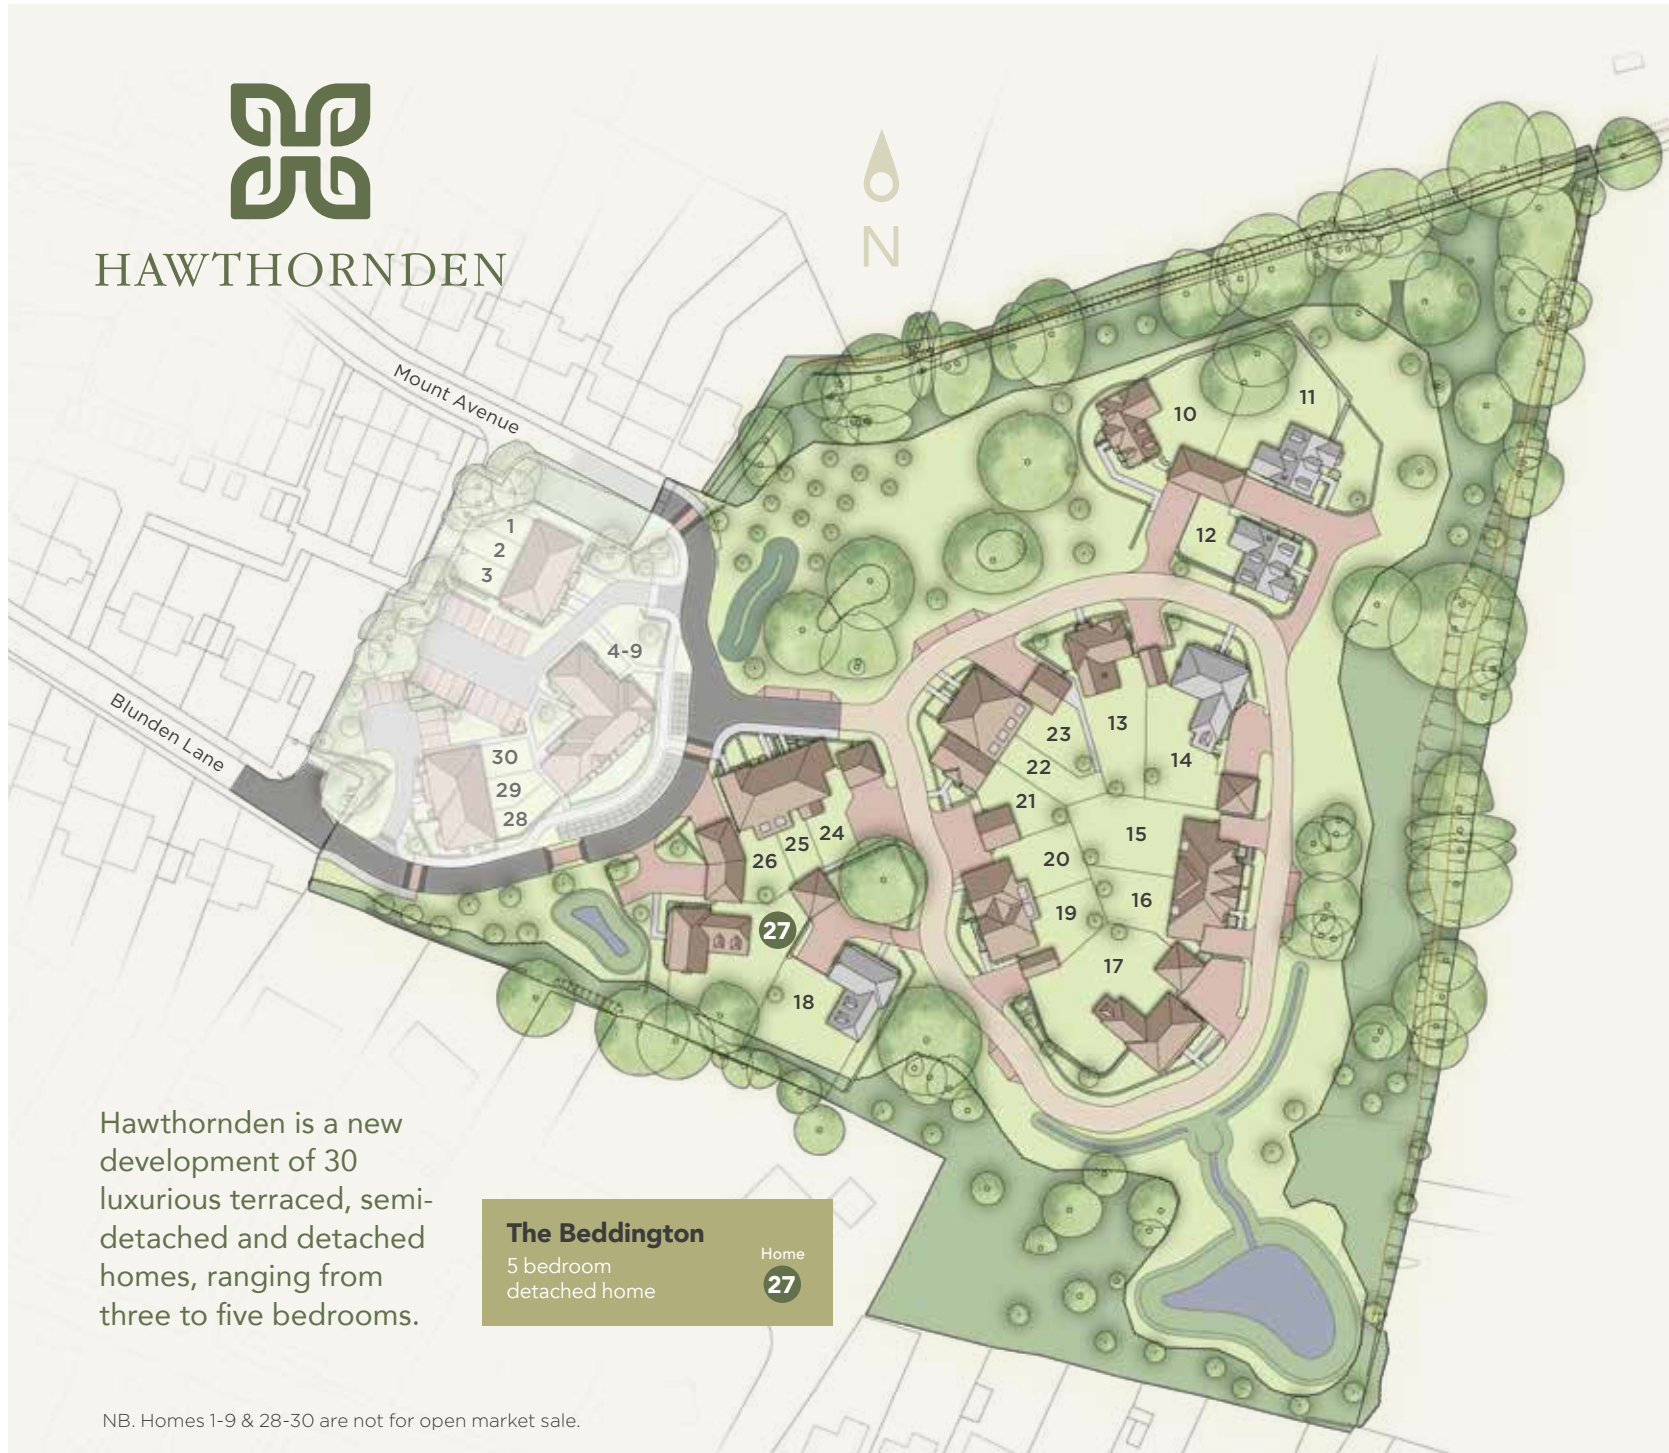 HAWTHORNDEN
N
Mount Avenue
Blunden Lane
1
2
3
4-9
30
29
28
10
11
12
13
23
14
22
21
15
20
16
19
17
24
25
26
27
18
Hawthornden is a new
development of 30
luxurious terraced, semi-
detached and detached
homes, ranging from
three to five bedrooms.
The Beddington
5 bedroom
detached home
Home
27
NB. Homes 1-9 & 28-30 are not for open market sale.